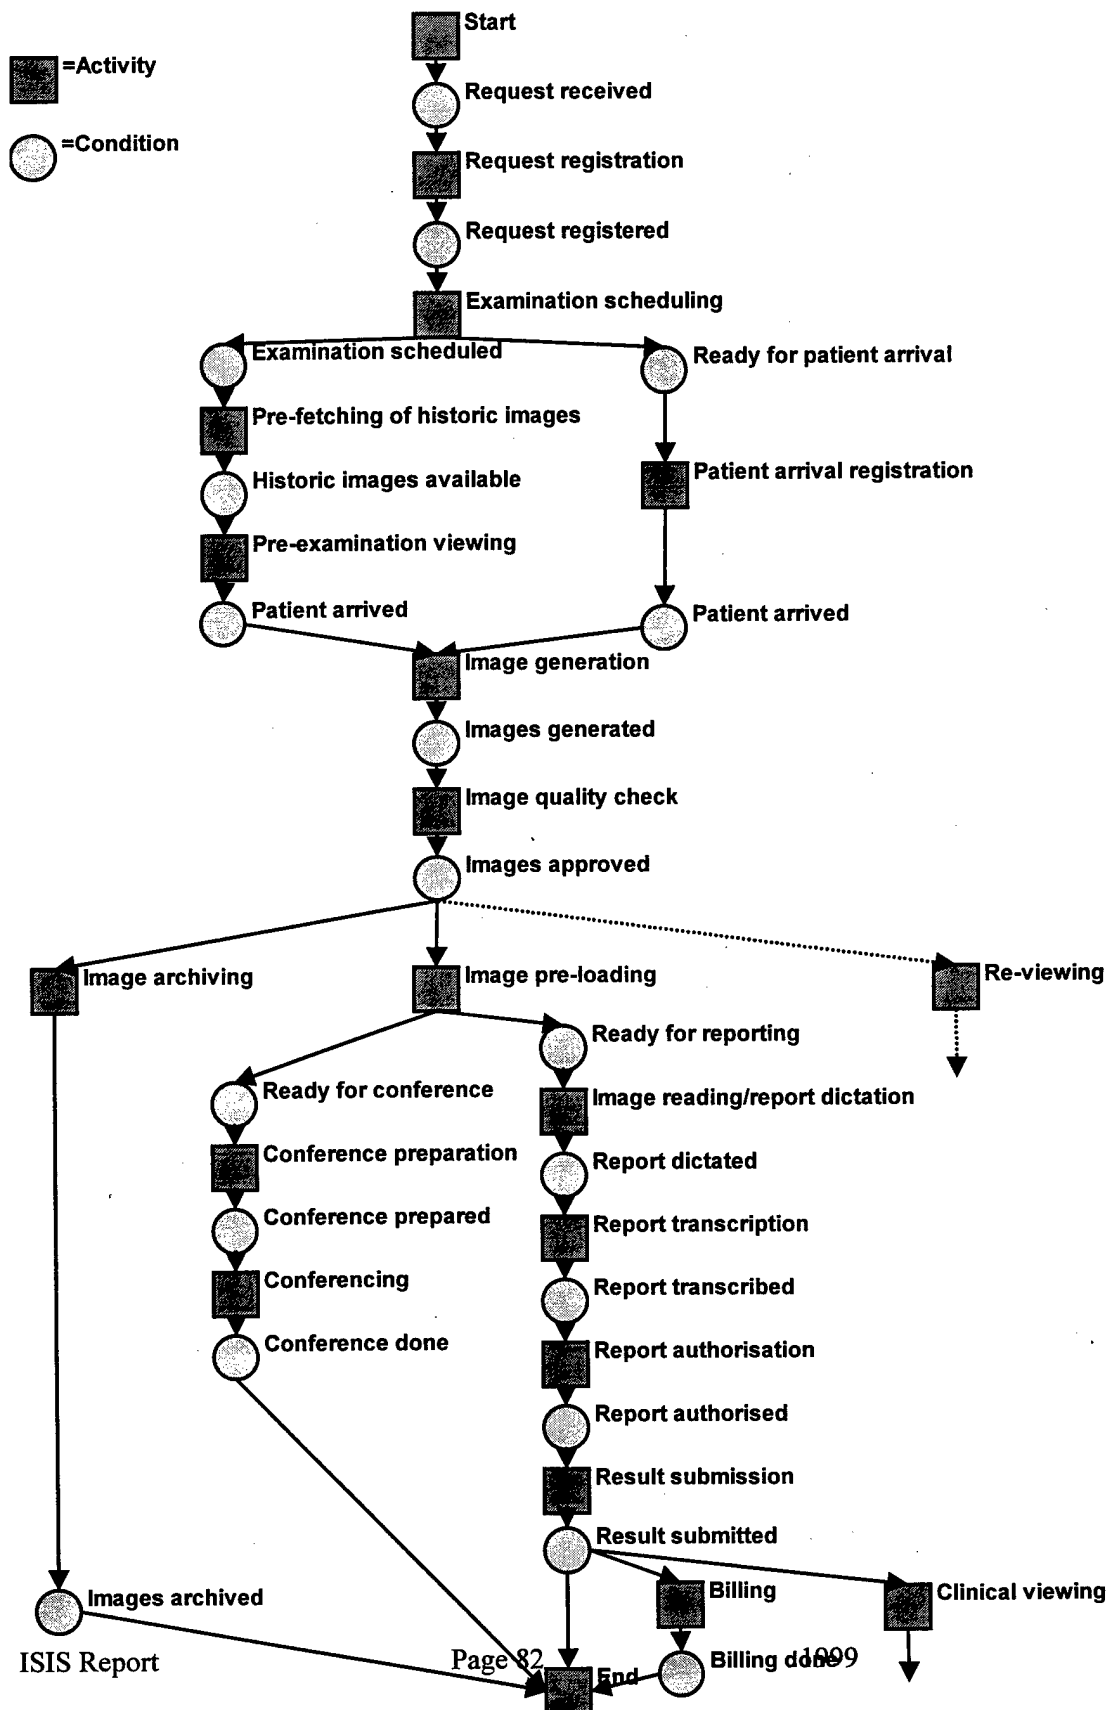 Start
=Activity
Request received
=Condition
Request registration
Request registered
Examination scheduling
Examination scheduled
Ready for patient arrival
Pre-fetching of historic images
Patient arrival registration
Historic images available
Pre-examination viewing
Patient arrived
Patient arrived
Image generation
Images generated
Image quality check
Images approved
Image archiving
Image pre-loading
Re-viewing
Ready for reporting
Ready for conference
Image reading/report dictation
Conference preparation
Report dictated
Conference prepared
Report transcription
Conferencing
Report transcribed
Conference done
Report authorisation
Report authorised
Result submission
Result submitted
Images archived
Billing
Clinical viewing
Billing done
End
ISIS Report Page 82 1999